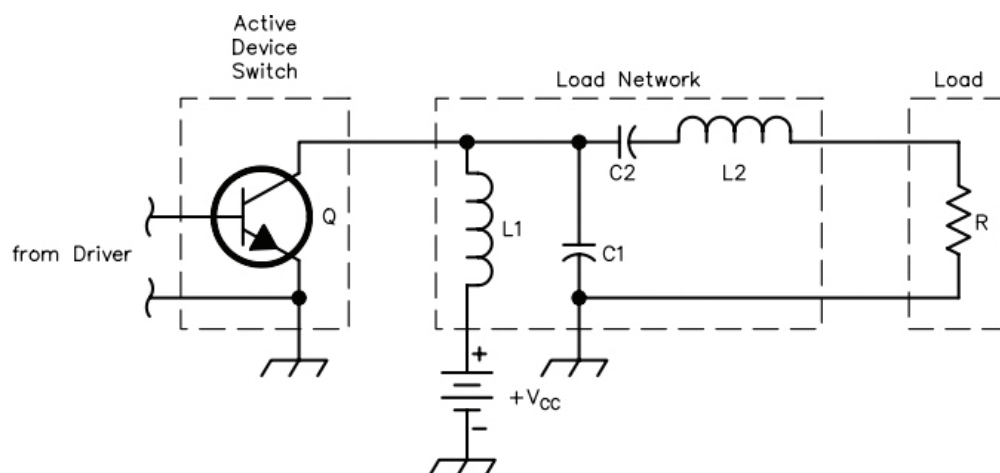 Active
Device
Switch
Load Network
Load
C2
L2
Q
L1
R
from Driver
C1
+
+VCC
−